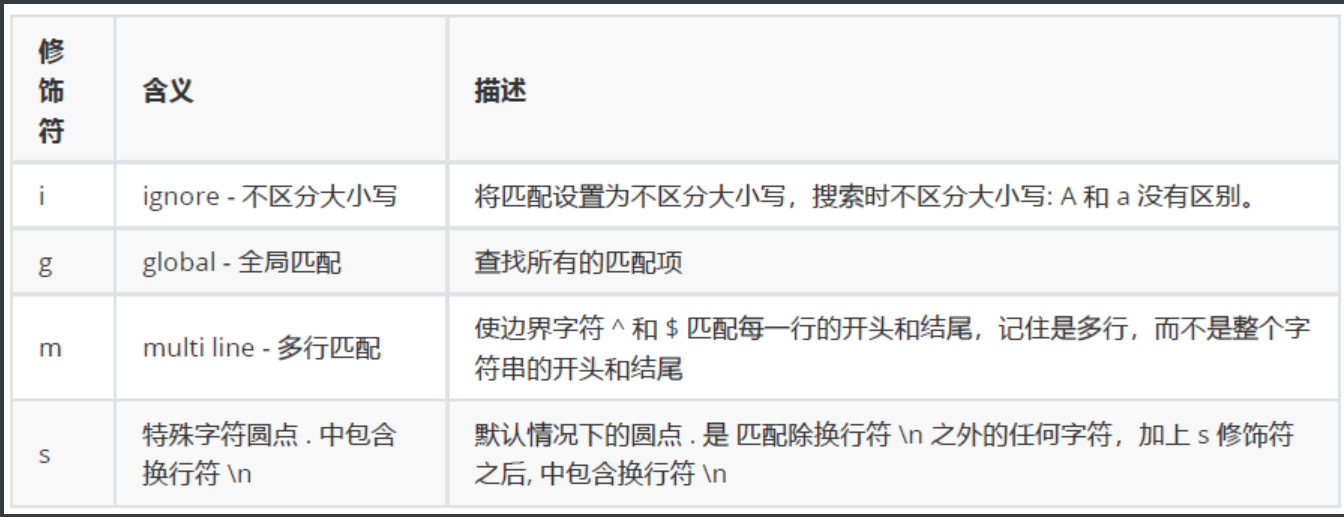 修
饰
符
含义
描述
i
ignore - 不区分大小写
将匹配设置为不区分大小写，搜索时不区分大小写: A 和 a 没有区别。
g
global - 全局匹配
查找所有的匹配项
m
multi line - 多行匹配
使边界字符 ^ 和 $ 匹配每一行的开头和结尾，记住是多行，而不是整个字
符串的开头和结尾
s
特殊字符圆点 . 中包含
换行符 \n
默认情况下的圆点 . 是 匹配除换行符 \n 之外的任何字符，加上 s 修饰符
之后, 中包含换行符 \n